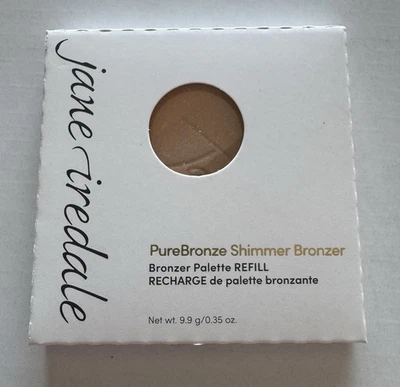 jane iredale
PureBronze Shimmer Bronzer
Bronzer Palette REFILL
RECHARGE de palette bronzante
Net wt. 9.9 g/0.35 oz.